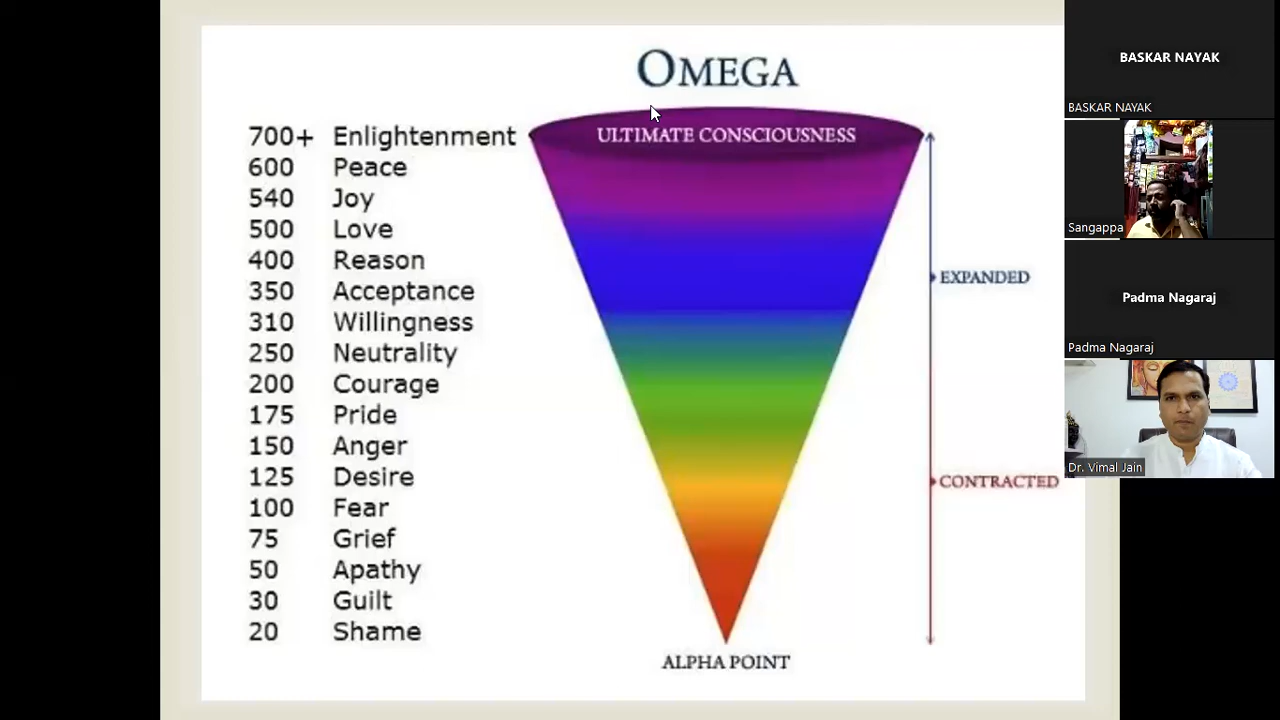 OMEGA
ULTIMATE CONSCIOUSNESS
700+ Enlightenment
600 Peace
540 Joy
500 Love
400 Reason
350 Acceptance
310 Willingness
250 Neutrality
200 Courage
175 Pride
150 Anger
125 Desire
100 Fear
75 Grief
50 Apathy
30 Guilt
20 Shame
EXPANDED
CONTRACTED
ALPHA POINT
BASKAR NAYAK
BASKAR NAYAK
Sangappa
Padma Nagaraj
Padma Nagaraj
Dr. Vimal Jain